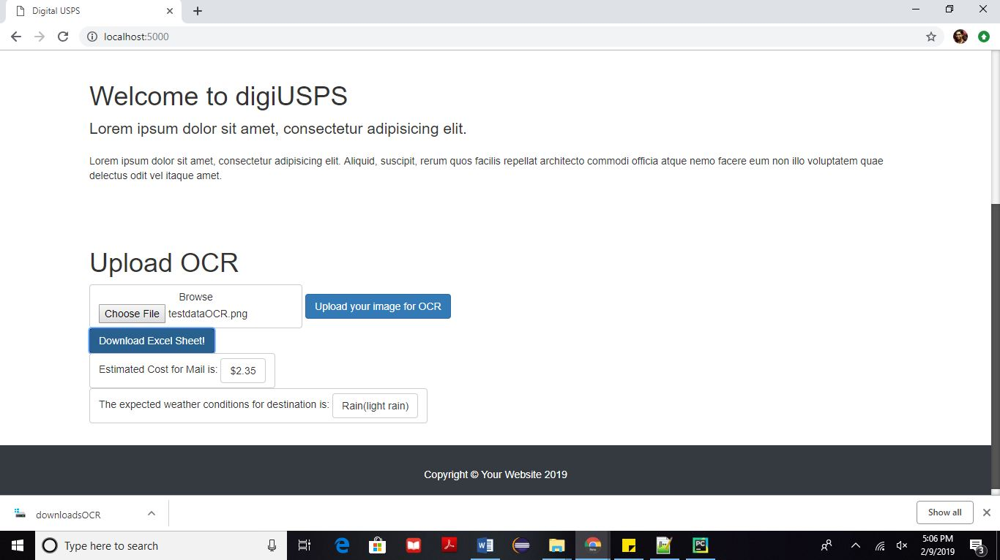 Digital USPS
localhost:5000
Welcome to digiUSPS
Lorem ipsum dolor sit amet, consectetur adipisicing elit.
Lorem ipsum dolor sit amet, consectetur adipisicing elit. Aliquid, suscipit, rerum quos facilis repellat architecto commodi officia atque nemo facere eum non illo voluptatem quae
delectus odit vel itaque amet.
Upload OCR
Browse
Choose File testdataOCR.png
Upload your image for OCR
Download Excel Sheet!
Estimated Cost for Mail is: $2.35
The expected weather conditions for destination is: Rain(light rain)
Copyright © Your Website 2019
downloadsOCR
Show all
Type here to search
5:06 PM
2/9/2019
3